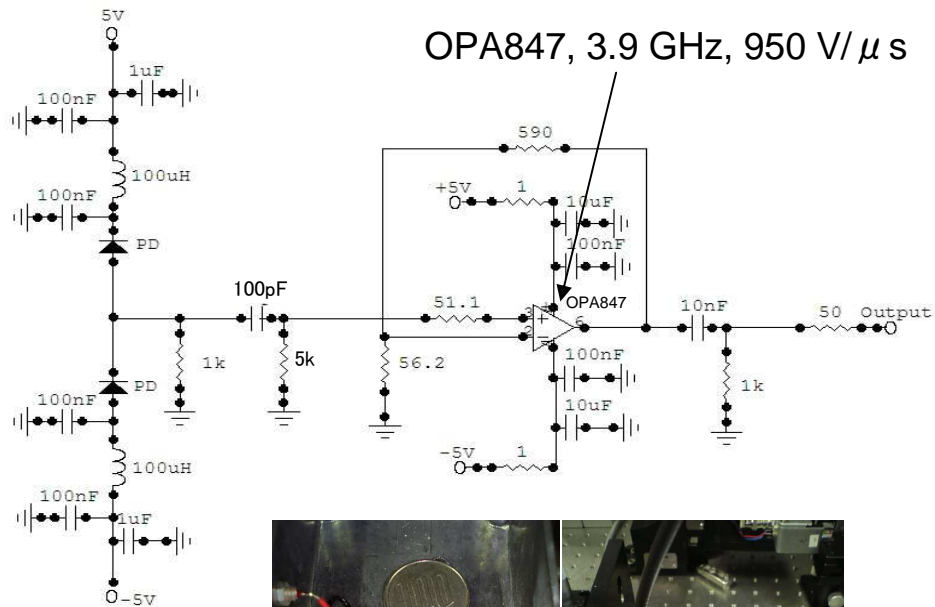 5V
OPA847, 3.9 GHz, 950 V/μs
1uF
100nF
590
100uH
1
+5V
10uF
100nF
100nF
PD
100pF
51.1
3
+
OPA847
6
10nF
50
Output
2
-
1k
5k
56.2
100nF
1k
PD
100nF
10uF
-5V
1
100uH
100nF
1uF
-5V
100